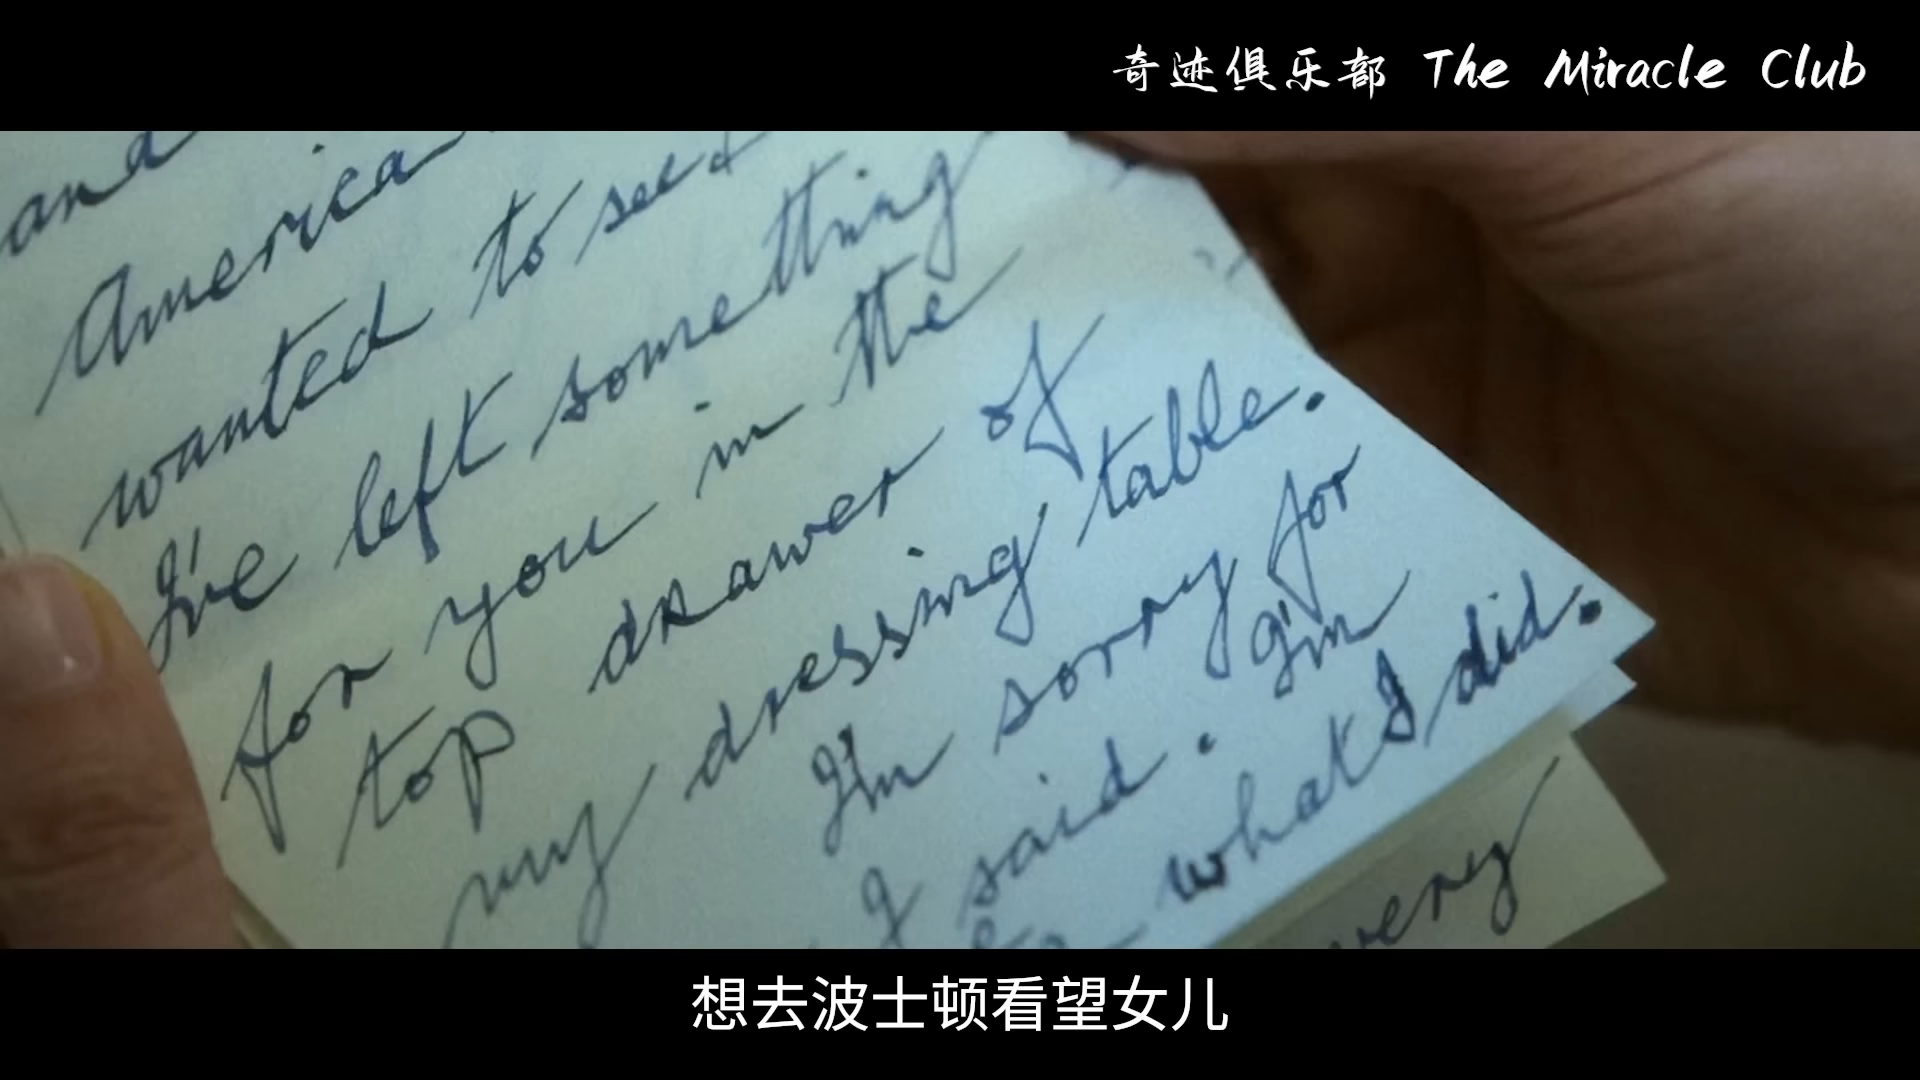 奇迹俱乐部 The Miracle Club
and
America
wanted to see
I've left something
for you in the
top drawer of
my dressing table.
I'm sorry for
I said. I'm
what I did.
very
想去波士顿看望女儿